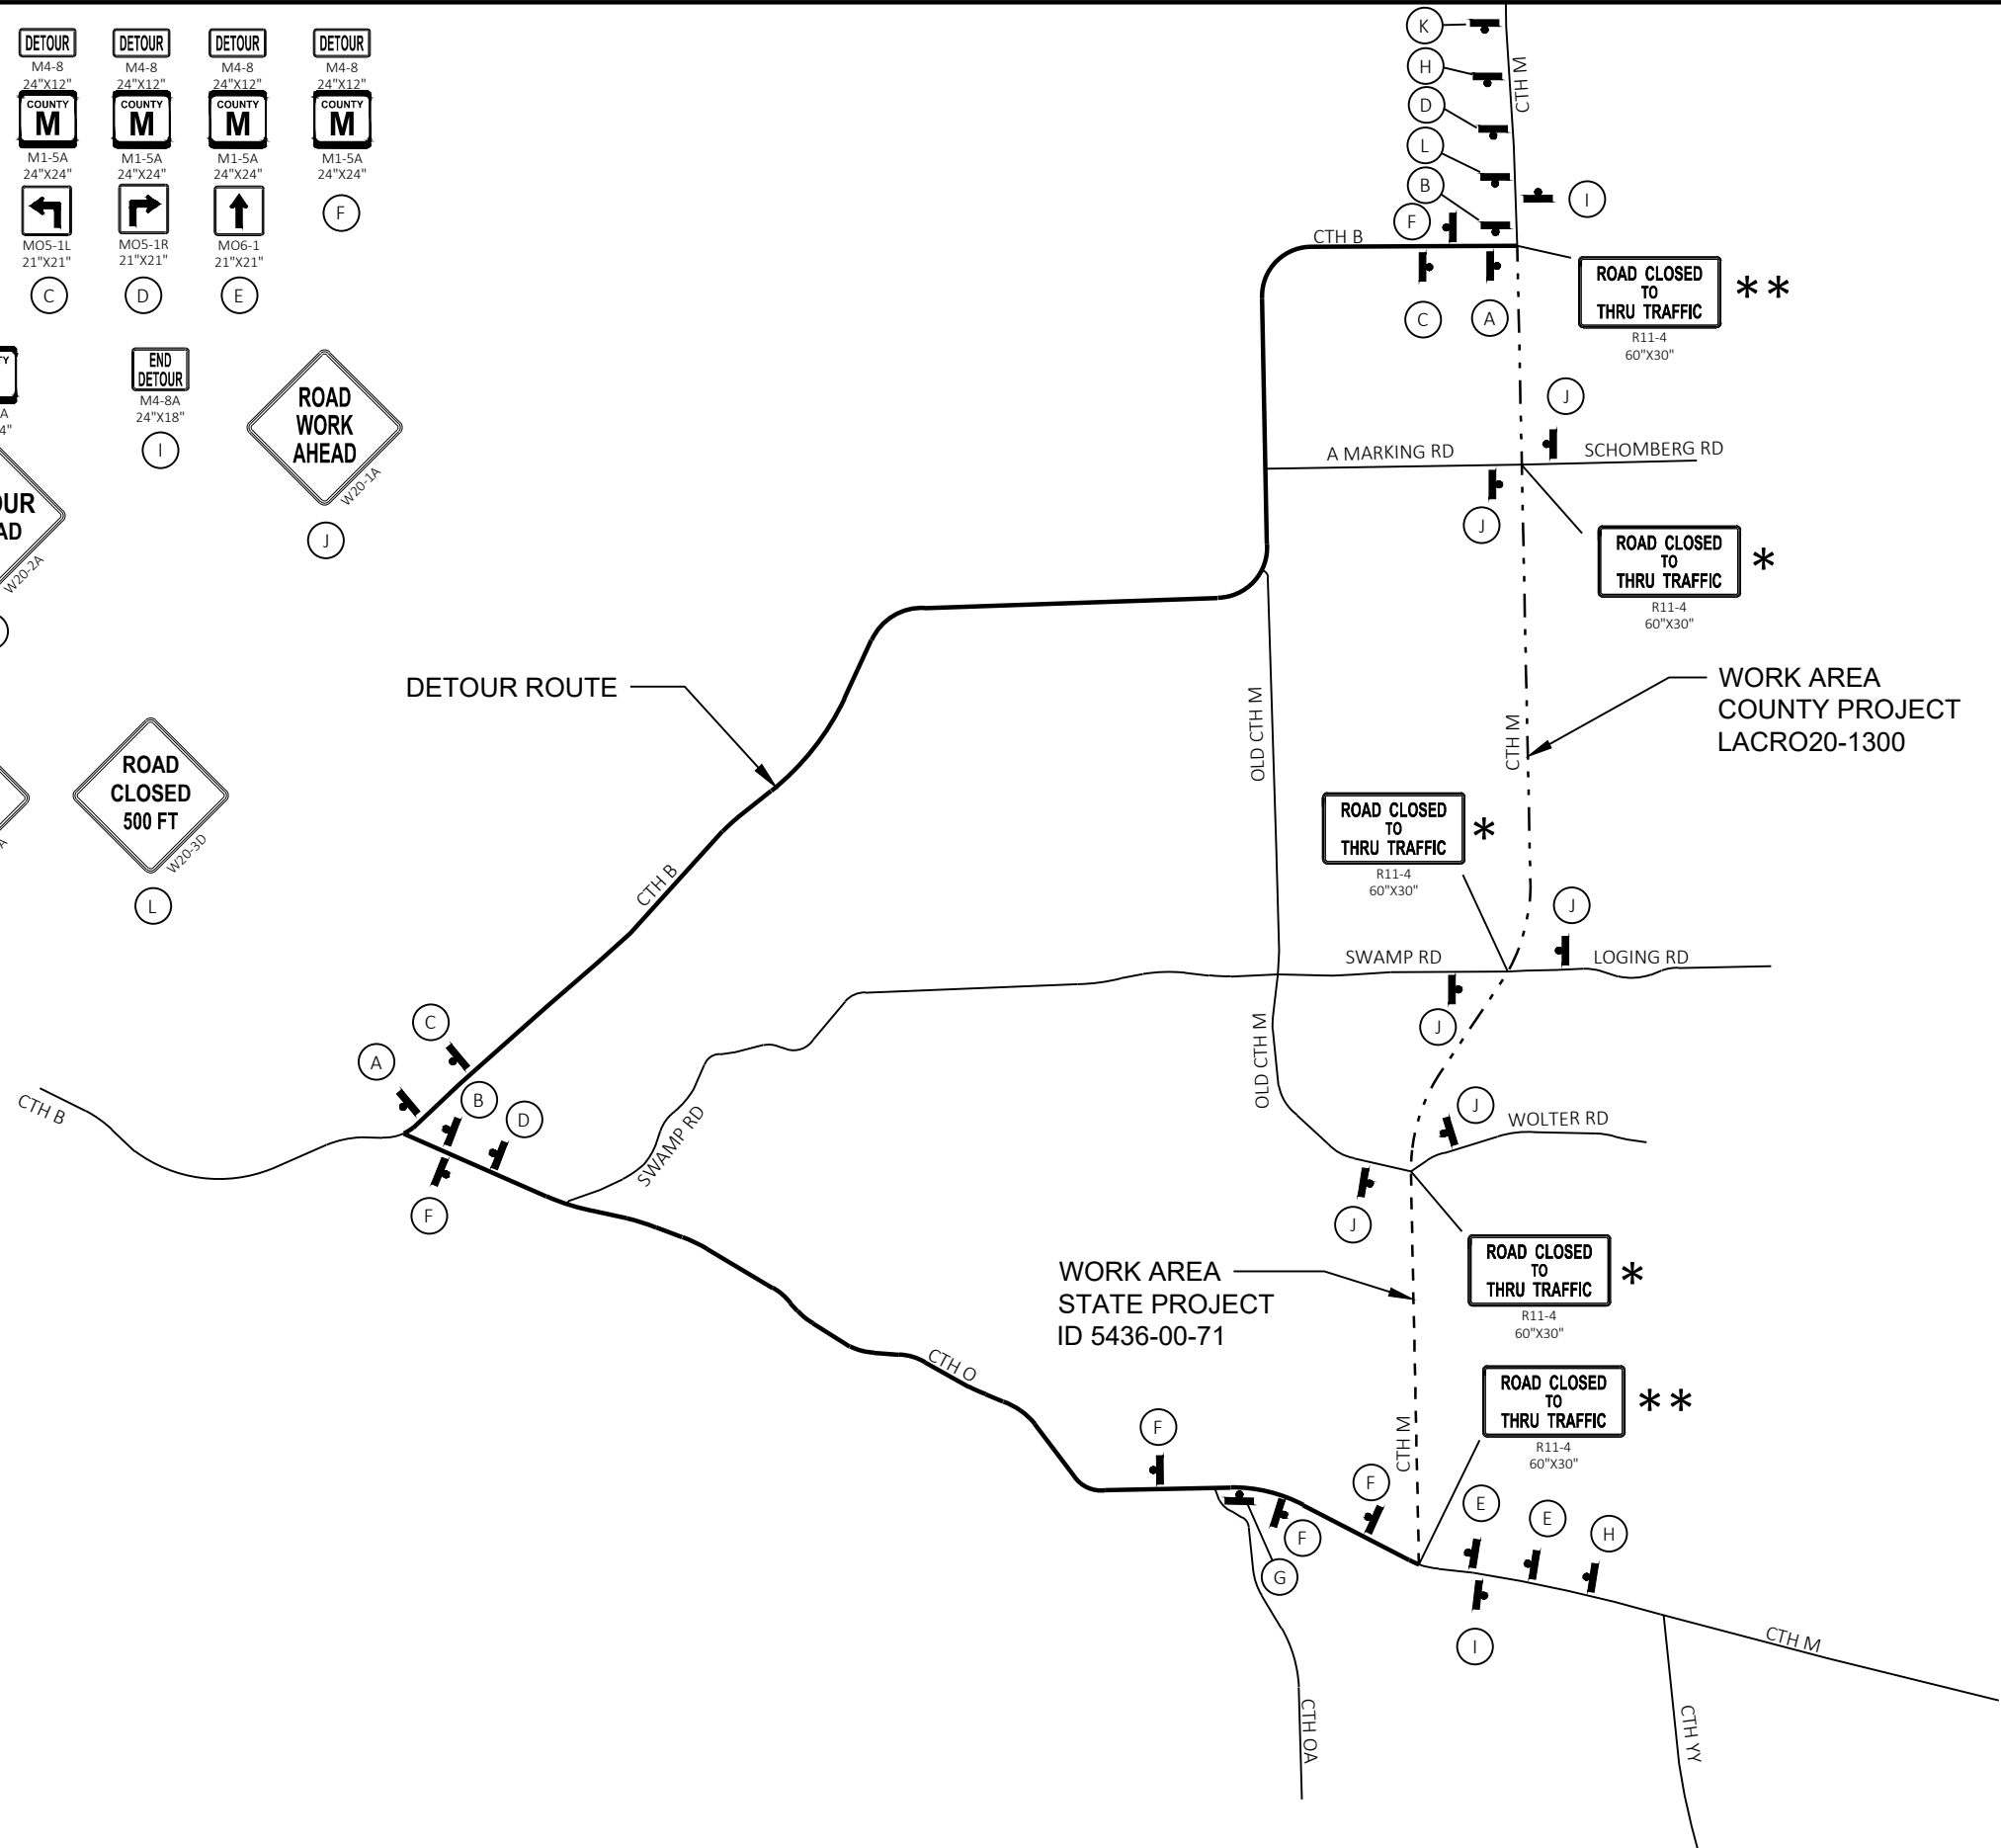 DETOUR
M4-8
24"X12"
COUNTY
M
M1-5A
24"X24"
MO5-1L
21"X21"
C
DETOUR
M4-8
24"X12"
COUNTY
M
M1-5A
24"X24"
MO5-1R
21"X21"
D
DETOUR
M4-8
24"X12"
COUNTY
M
M1-5A
24"X24"
MO6-1
21"X21"
E
DETOUR
M4-8
24"X12"
COUNTY
M
M1-5A
24"X24"
F
TY
A
4"
END
DETOUR
M4-8A
24"X18"
I
ROAD
WORK
AHEAD
W20-1A
J
OUR
AD
W20-2A
ROAD
CLOSED
500 FT
W20-3D
L
A
K
H
D
L
B
F
CTH M
I
CTH B
C
A
ROAD CLOSED
TO
THRU TRAFFIC
**
R11-4
60"X30"
J
A MARKING RD
SCHOMBERG RD
J
ROAD CLOSED
TO
THRU TRAFFIC
*
R11-4
60"X30"
DETOUR ROUTE
OLD CTH M
CTH M
WORK AREA
COUNTY PROJECT
LACRO20-1300
ROAD CLOSED
TO
THRU TRAFFIC
*
R11-4
60"X30"
CTH B
J
SWAMP RD
LOGING RD
J
C
A
B
D
F
CTH B
SWAMP RD
OLD CTH M
J
WOLTER RD
J
WORK AREA
STATE PROJECT
ID 5436-00-71
ROAD CLOSED
TO
THRU TRAFFIC
*
R11-4
60"X30"
CTH O
CTH M
ROAD CLOSED
TO
THRU TRAFFIC
**
R11-4
60"X30"
F
F
F
G
E
E
H
I
CTH M
CTH OA
CTH YY